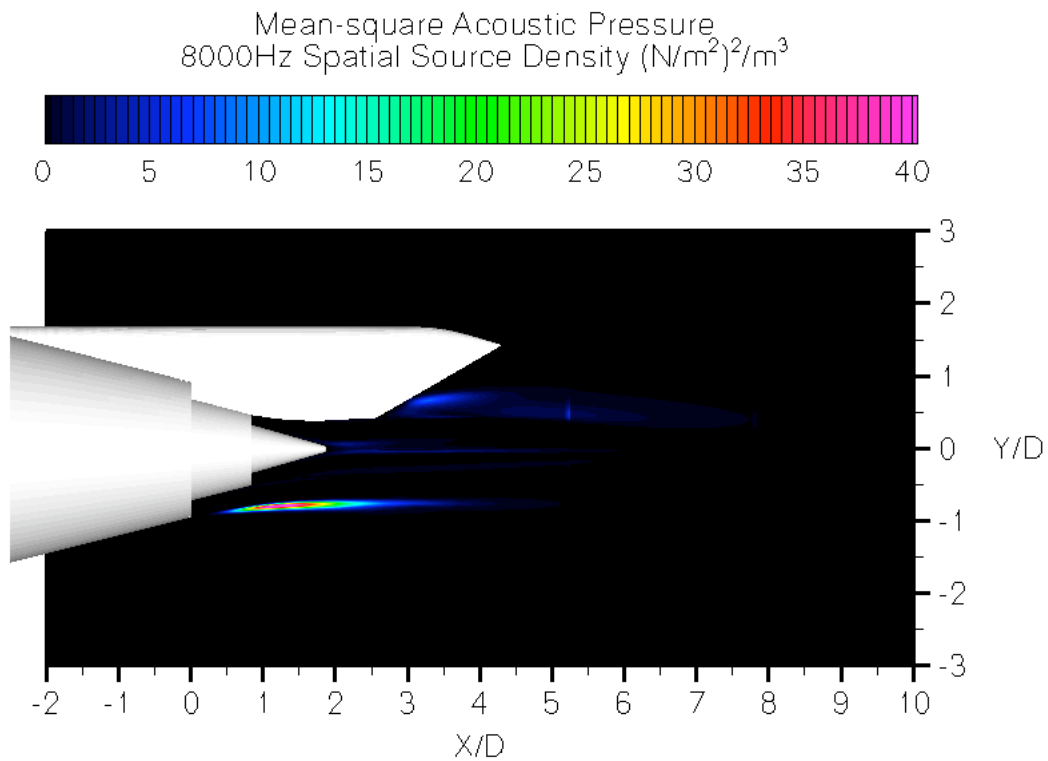 Mean-square Acoustic Pressure
8000Hz Spatial Source Density (N/m²)²/m³
0 5 10 15 20 25 30 35 40
3
2
1
0
Y/D
-1
-2
-3
-2 -1 0 1 2 3 4 5 6 7 8 9 10
X/D